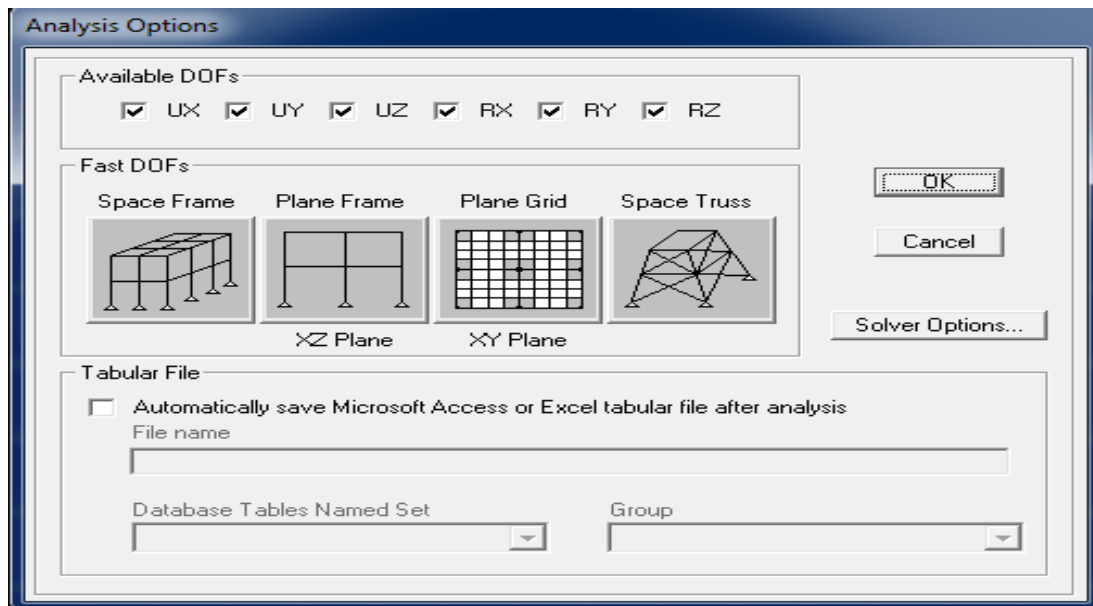 Analysis Options
Available DOFs
UX UY UZ RX RY RZ
Fast DOFs
Space Frame Plane Frame Plane Grid Space Truss
XZ Plane XY Plane
OK
Cancel
Solver Options...
Tabular File
Automatically save Microsoft Access or Excel tabular file after analysis
File name
Database Tables Named Set Group